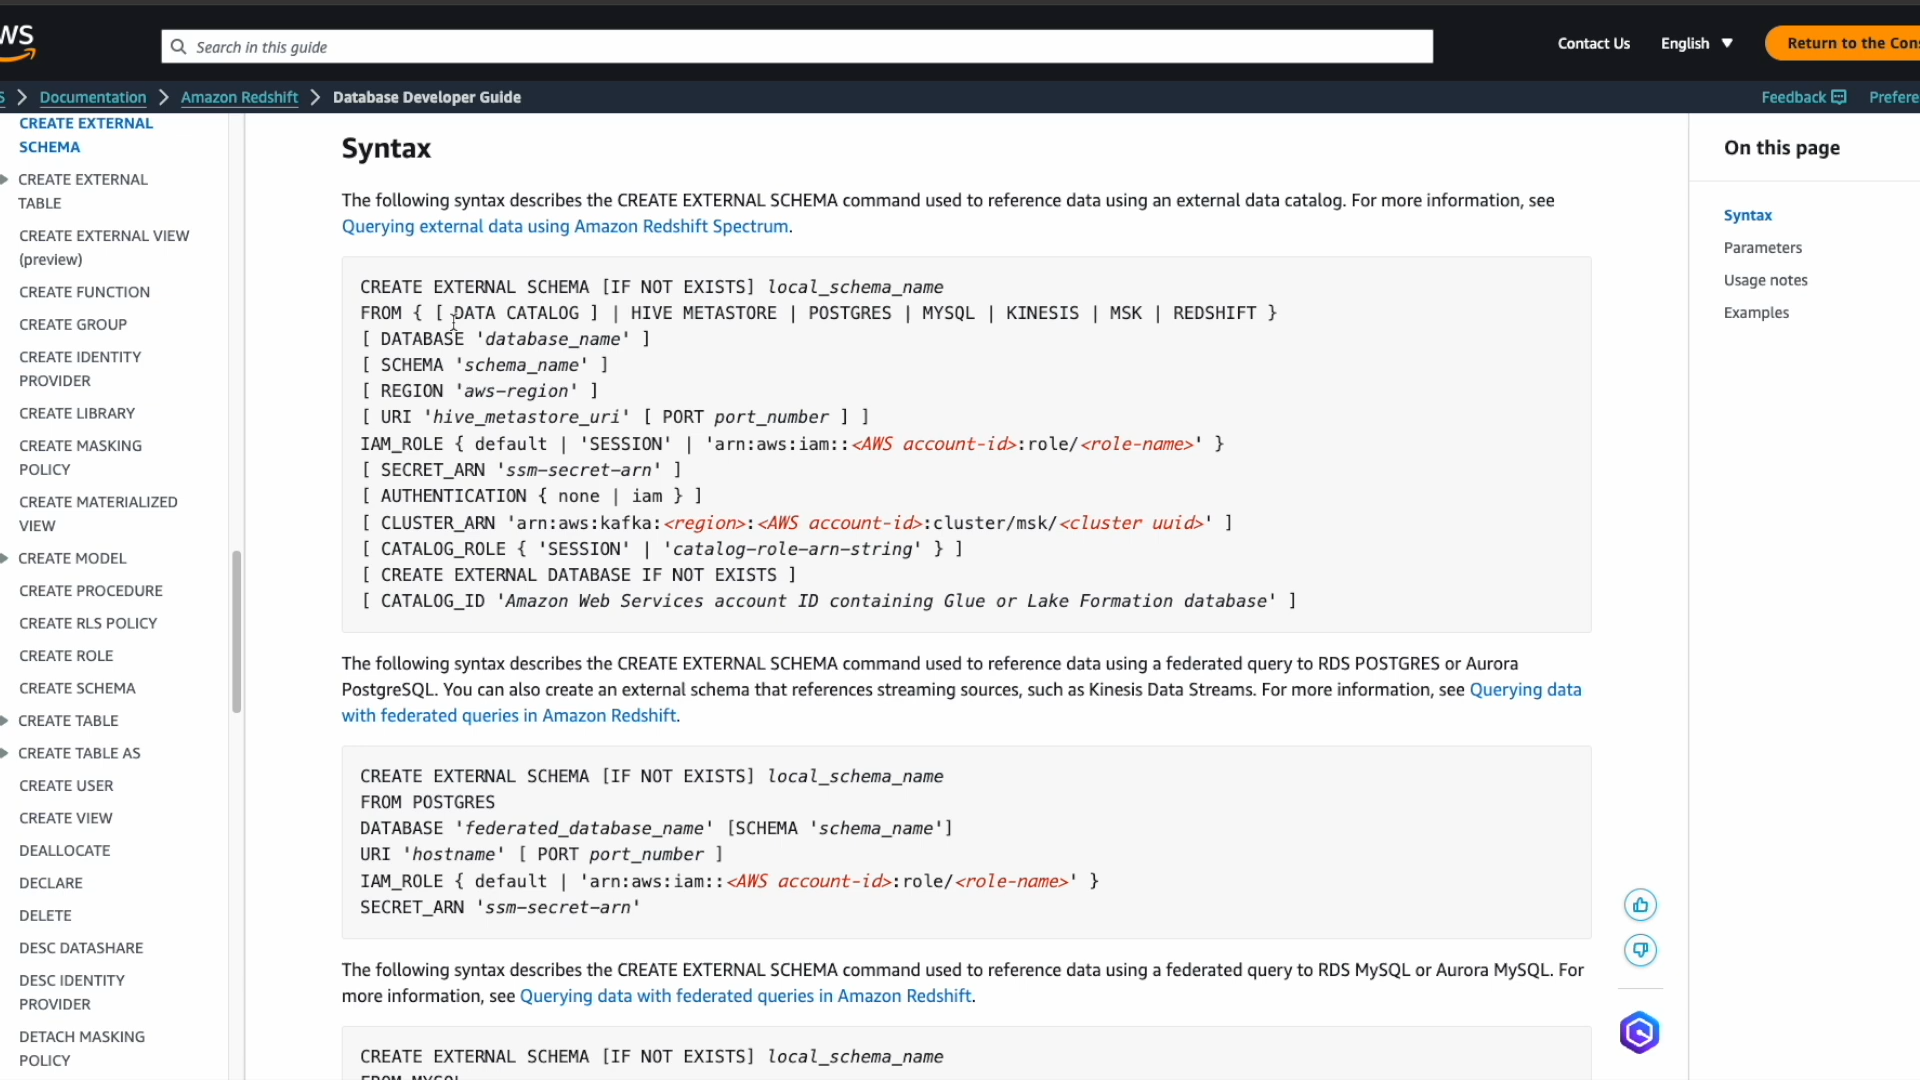 WS
Search in this guide
Contact Us
English
Return to the Con
S
Documentation
Amazon Redshift
Database Developer Guide
Feedback
Prefere
CREATE EXTERNAL
SCHEMA
CREATE EXTERNAL
TABLE
CREATE EXTERNAL VIEW
(preview)
CREATE FUNCTION
CREATE GROUP
CREATE IDENTITY
PROVIDER
CREATE LIBRARY
CREATE MASKING
POLICY
CREATE MATERIALIZED
VIEW
CREATE MODEL
CREATE PROCEDURE
CREATE RLS POLICY
CREATE ROLE
CREATE SCHEMA
CREATE TABLE
CREATE TABLE AS
CREATE USER
CREATE VIEW
DEALLOCATE
DECLARE
DELETE
DESC DATASHARE
DESC IDENTITY
PROVIDER
DETACH MASKING
POLICY
Syntax
The following syntax describes the CREATE EXTERNAL SCHEMA command used to reference data using an external data catalog. For more information, see
Querying external data using Amazon Redshift Spectrum.
CREATE EXTERNAL SCHEMA [IF NOT EXISTS] local_schema_name
FROM { [ DATA CATALOG ] | HIVE METASTORE | POSTGRES | MYSQL | KINESIS | MSK | REDSHIFT }
[ DATABASE 'database_name' ]
[ SCHEMA 'schema_name' ]
[ REGION 'aws-region' ]
[ URI 'hive_metastore_uri' [ PORT port_number ] ]
IAM_ROLE { default | 'SESSION' | 'arn:aws:iam::<AWS account-id>:role/<role-name>' }
[ SECRET_ARN 'ssm-secret-arn' ]
[ AUTHENTICATION { none | iam } ]
[ CLUSTER_ARN 'arn:aws:kafka:<region>:<AWS account-id>:cluster/msk/<cluster uuid>' ]
[ CATALOG_ROLE { 'SESSION' | 'catalog-role-arn-string' } ]
[ CREATE EXTERNAL DATABASE IF NOT EXISTS ]
[ CATALOG_ID 'Amazon Web Services account ID containing Glue or Lake Formation database' ]
The following syntax describes the CREATE EXTERNAL SCHEMA command used to reference data using a federated query to RDS POSTGRES or Aurora
PostgreSQL. You can also create an external schema that references streaming sources, such as Kinesis Data Streams. For more information, see Querying data
with federated queries in Amazon Redshift.
CREATE EXTERNAL SCHEMA [IF NOT EXISTS] local_schema_name
FROM POSTGRES
DATABASE 'federated_database_name' [SCHEMA 'schema_name']
URI 'hostname' [ PORT port_number ]
IAM_ROLE { default | 'arn:aws:iam::<AWS account-id>:role/<role-name>' }
SECRET_ARN 'ssm-secret-arn'
The following syntax describes the CREATE EXTERNAL SCHEMA command used to reference data using a federated query to RDS MySQL or Aurora MySQL. For
more information, see Querying data with federated queries in Amazon Redshift.
CREATE EXTERNAL SCHEMA [IF NOT EXISTS] local_schema_name
FROM MYSQL
On this page
Syntax
Parameters
Usage notes
Examples